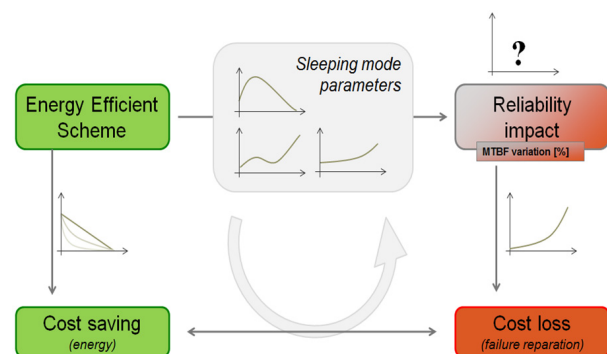 Sleeping mode
parameters
?
Energy Efficient
Scheme
Reliability
impact
MTBF variation [%]
Cost saving
(energy)
Cost loss
(failure reparation)